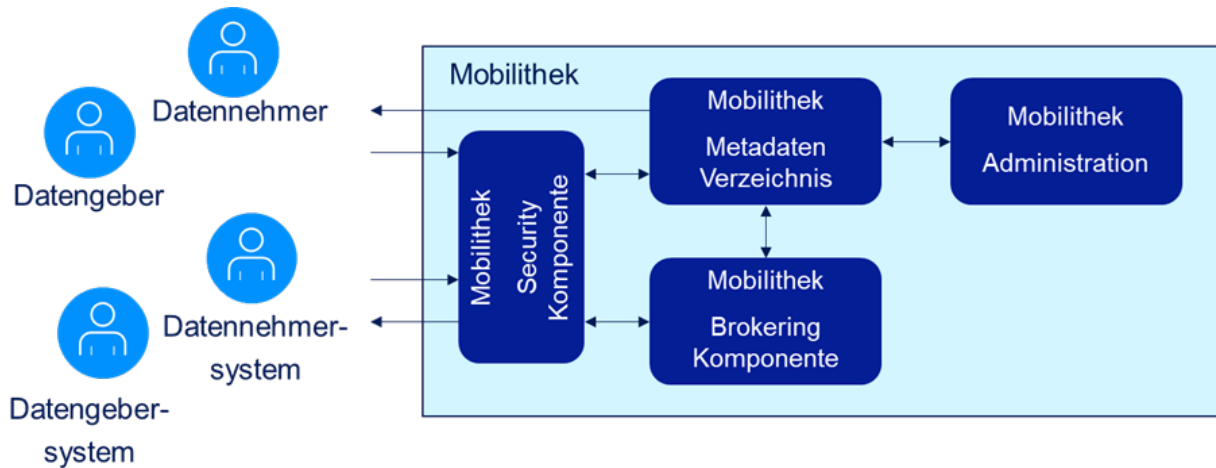 Datennehmer
Datengeber
Datennehmer-
system
Datengeber-
system
Mobilithek
Mobilithek
Security
Komponente
Mobilithek
Metadaten
Verzeichnis
Mobilithek
Administration
Mobilithek
Brokering
Komponente